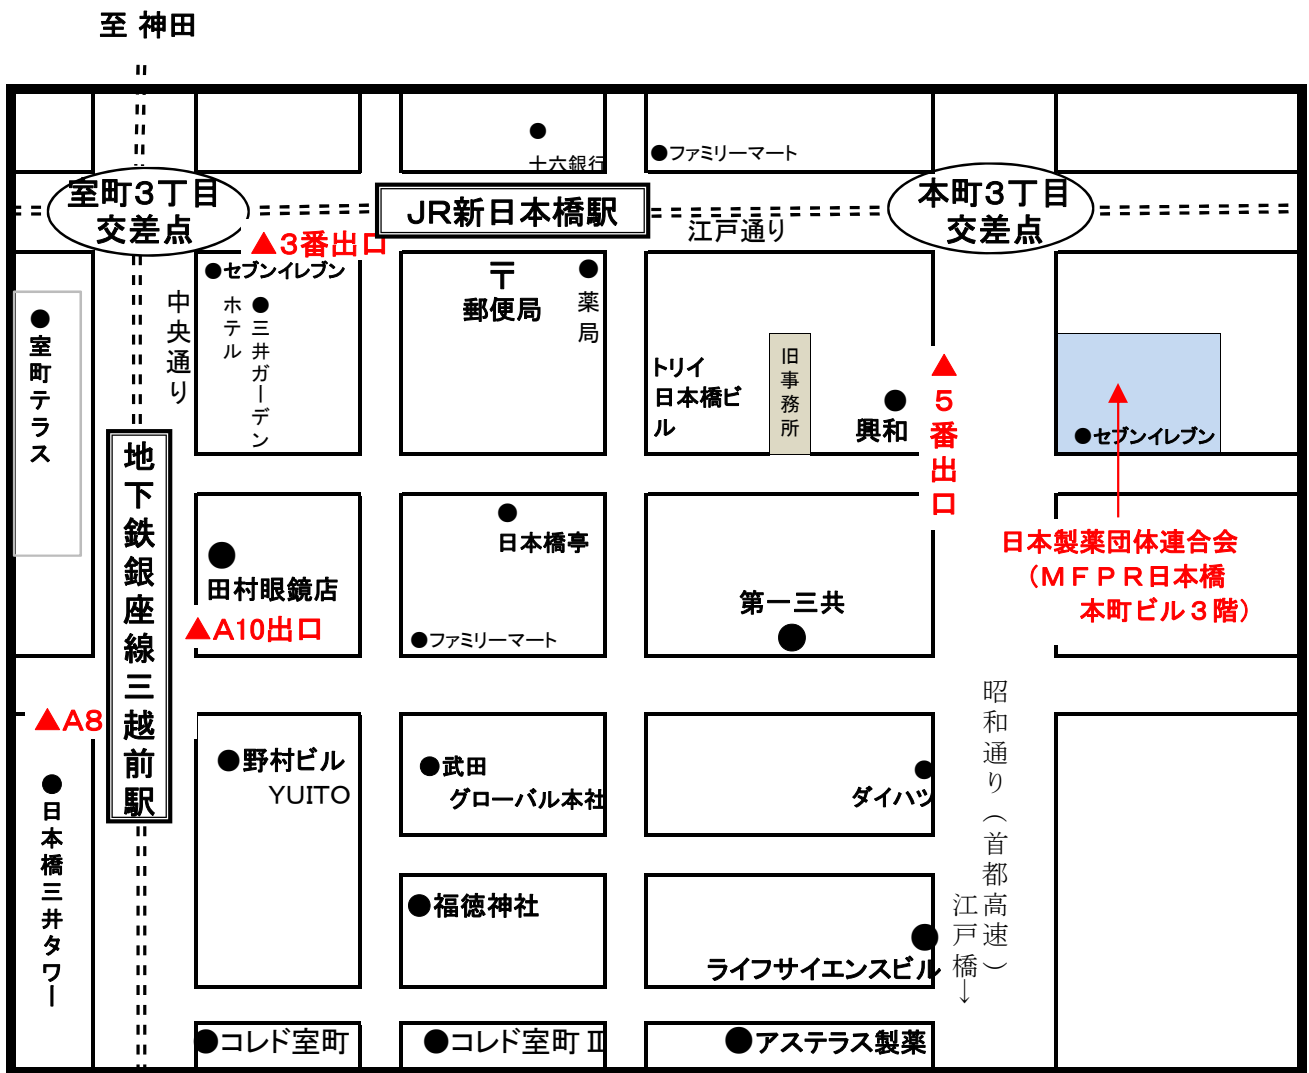 至 神田
●
十六銀行
●ファミリーマート
室町３丁目
交差点
ＪＲ新日本橋駅
本町３丁目
交差点
江戸通り
▲３番出口
●セブンイレブン
●三井ガーデン
ホテル
中央通り
〒
郵便局
●
薬局
●室町テラス
トリイ
日本橋ビ
ル
旧事務所
●
興和
▲５番出口
●セブンイレブン
地下鉄銀座線三越前駅
●
田村眼鏡店
▲A10出口
●
日本橋亭
●ファミリーマート
第一三共
●
日本製薬団体連合会
（ＭＦＰＲ日本橋
本町ビル３階）
▲A8
●日本橋三井タワー
●野村ビル
YUITO
●武田
グローバル本社
●
ダイハツ
昭和通り（首都高速）
江戸橋→
●福徳神社
●
ライフサイエンスビル
●コレド室町
●コレド室町Ⅱ
●アステラス製薬